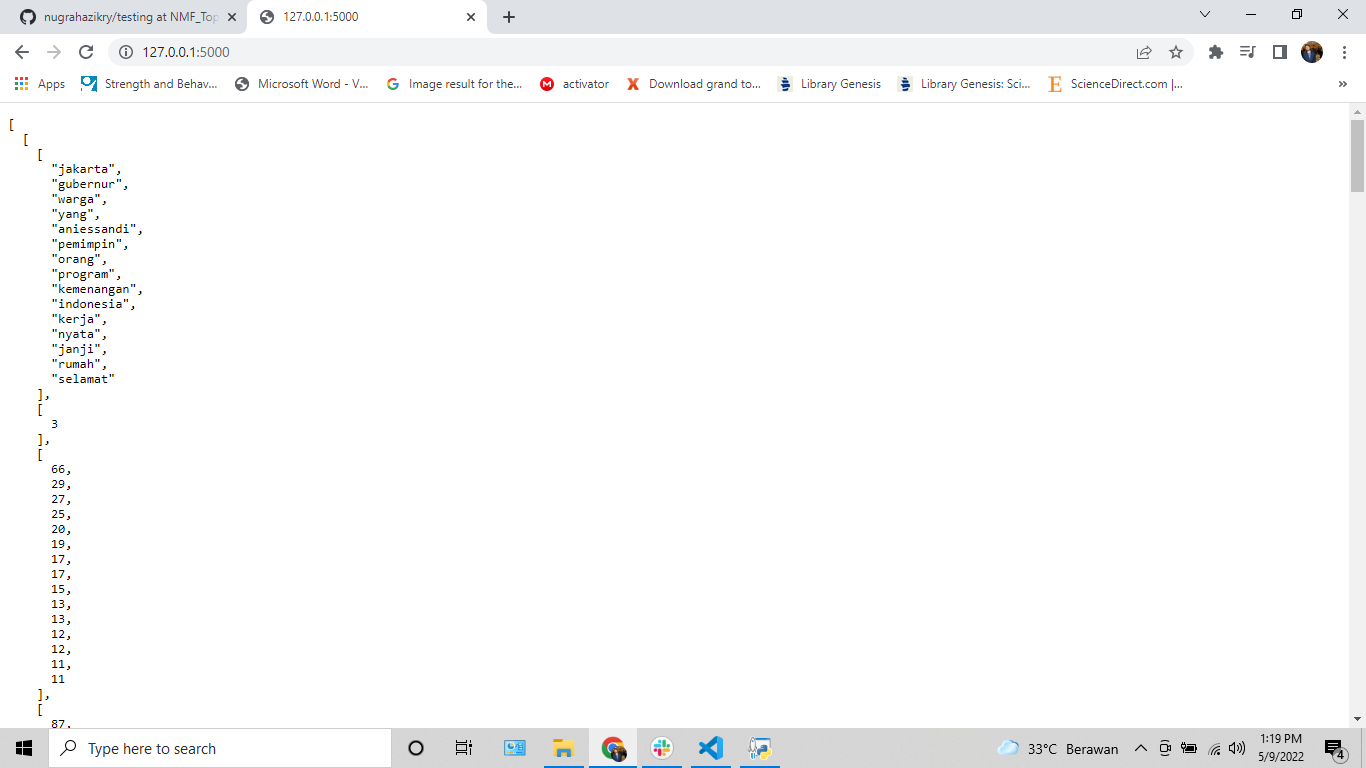 nugrahazikry/testing at NMF_Top
127.0.0.1:5000
127.0.0.1:5000
Apps
Strength and Behav...
Microsoft Word - V...
Image result for the...
activator
Download grand to...
Library Genesis
Library Genesis: Sci...
ScienceDirect.com |...
»
[
[
[
"jakarta",
"gubernur",
"warga",
"yang",
"aniessandi",
"pemimpin",
"orang",
"program",
"kemenangan",
"indonesia",
"kerja",
"nyata",
"janji",
"rumah",
"selamat"
],
[
3
],
[
66,
29,
27,
25,
20,
19,
17,
17,
15,
13,
13,
12,
12,
11,
11
],
[
87,
Type here to search
33°C Berawan
1:19 PM
5/9/2022
4